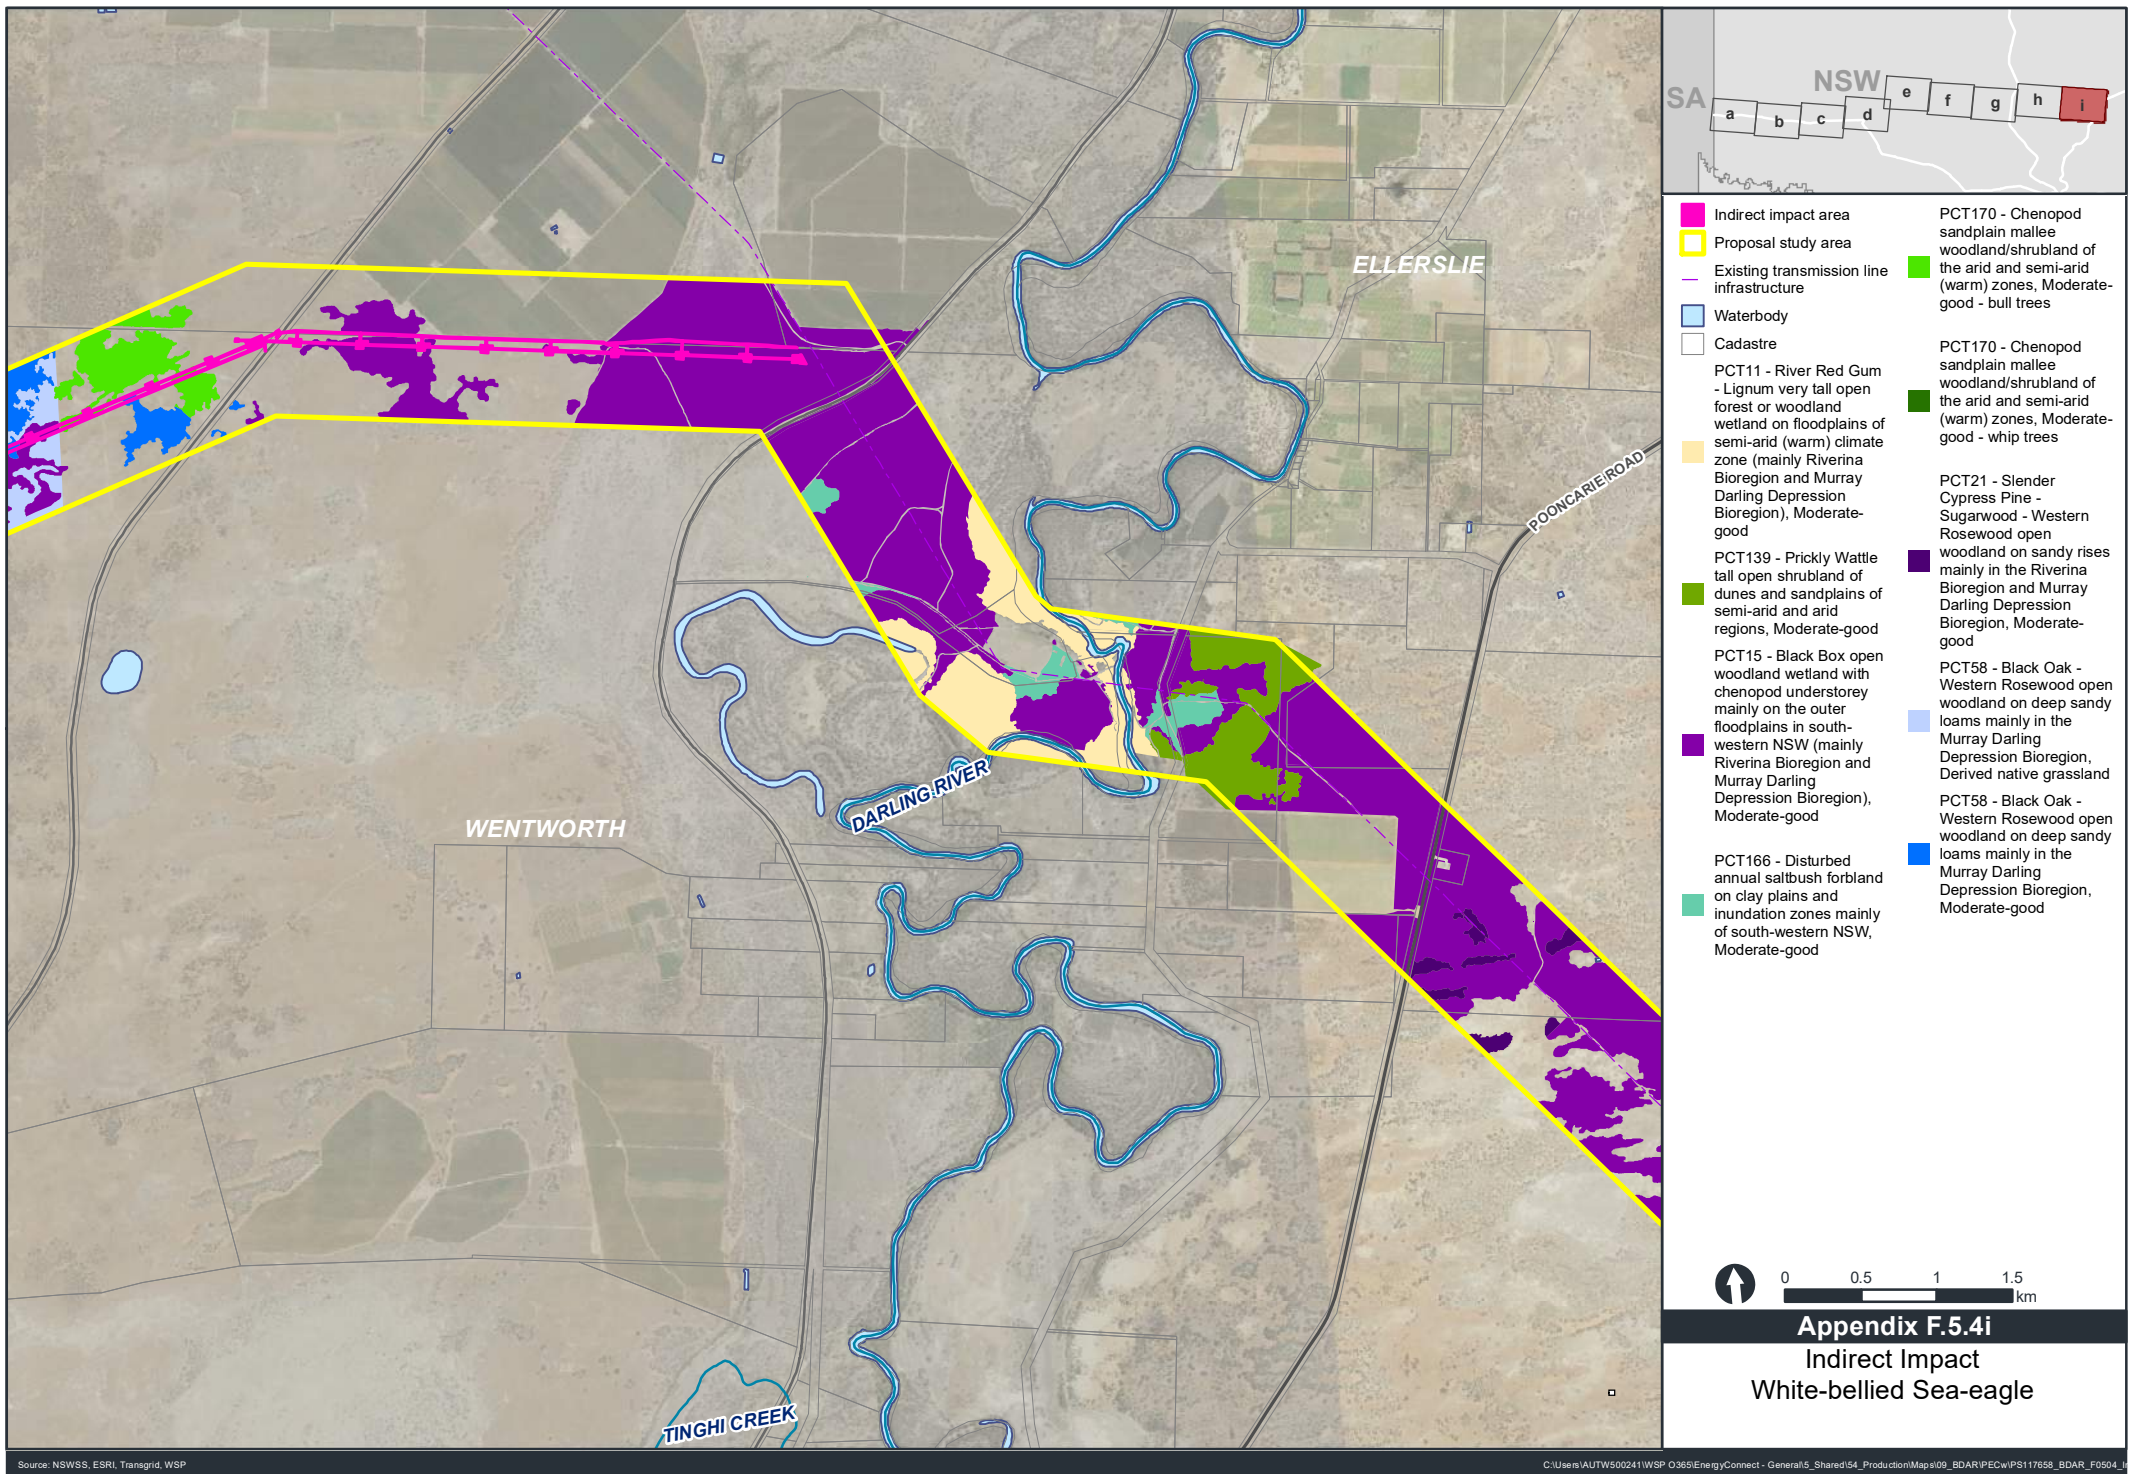 SA
NSW
a
b
c
d
e
f
g
h
i
ELLERSLIE
POONCARIE ROAD
DARLING RIVER
WENTWORTH
TINGHI CREEK
Indirect impact area
Proposal study area
Existing transmission line
infrastructure
Waterbody
Cadastre
PCT11 - River Red Gum
- Lignum very tall open
forest or woodland
wetland on floodplains of
semi-arid (warm) climate
zone (mainly Riverina
Bioregion and Murray
Darling Depression
Bioregion), Moderate-
good
PCT139 - Prickly Wattle
tall open shrubland of
dunes and sandplains of
semi-arid and arid
regions, Moderate-good
PCT15 - Black Box open
woodland wetland with
chenopod understorey
mainly on the outer
floodplains in south-
western NSW (mainly
Riverina Bioregion and
Murray Darling
Depression Bioregion),
Moderate-good
PCT166 - Disturbed
annual saltbush forbland
on clay plains and
inundation zones mainly
of south-western NSW,
Moderate-good
PCT170 - Chenopod
sandplain mallee
woodland/shrubland of
the arid and semi-arid
(warm) zones, Moderate-
good - bull trees
PCT170 - Chenopod
sandplain mallee
woodland/shrubland of
the arid and semi-arid
(warm) zones, Moderate-
good - whip trees
PCT21 - Slender
Cypress Pine -
Sugarwood - Western
Rosewood open
woodland on sandy rises
mainly in the Riverina
Bioregion and Murray
Darling Depression
Bioregion, Moderate-
good
PCT58 - Black Oak -
Western Rosewood open
woodland on deep sandy
loams mainly in the
Murray Darling
Depression Bioregion,
Derived native grassland
PCT58 - Black Oak -
Western Rosewood open
woodland on deep sandy
loams mainly in the
Murray Darling
Depression Bioregion,
Moderate-good
0 0.5 1 1.5
km
Appendix F.5.4i
Indirect Impact
White-bellied Sea-eagle
Source: NSWSS, ESRI, Transgrid, WSP
C:\Users\AUTW500241\WSP O365\EnergyConnect - General\5_Shared\54_Production\Maps\09_BDAR\PECw\PS117658_BDAR_F0504_I